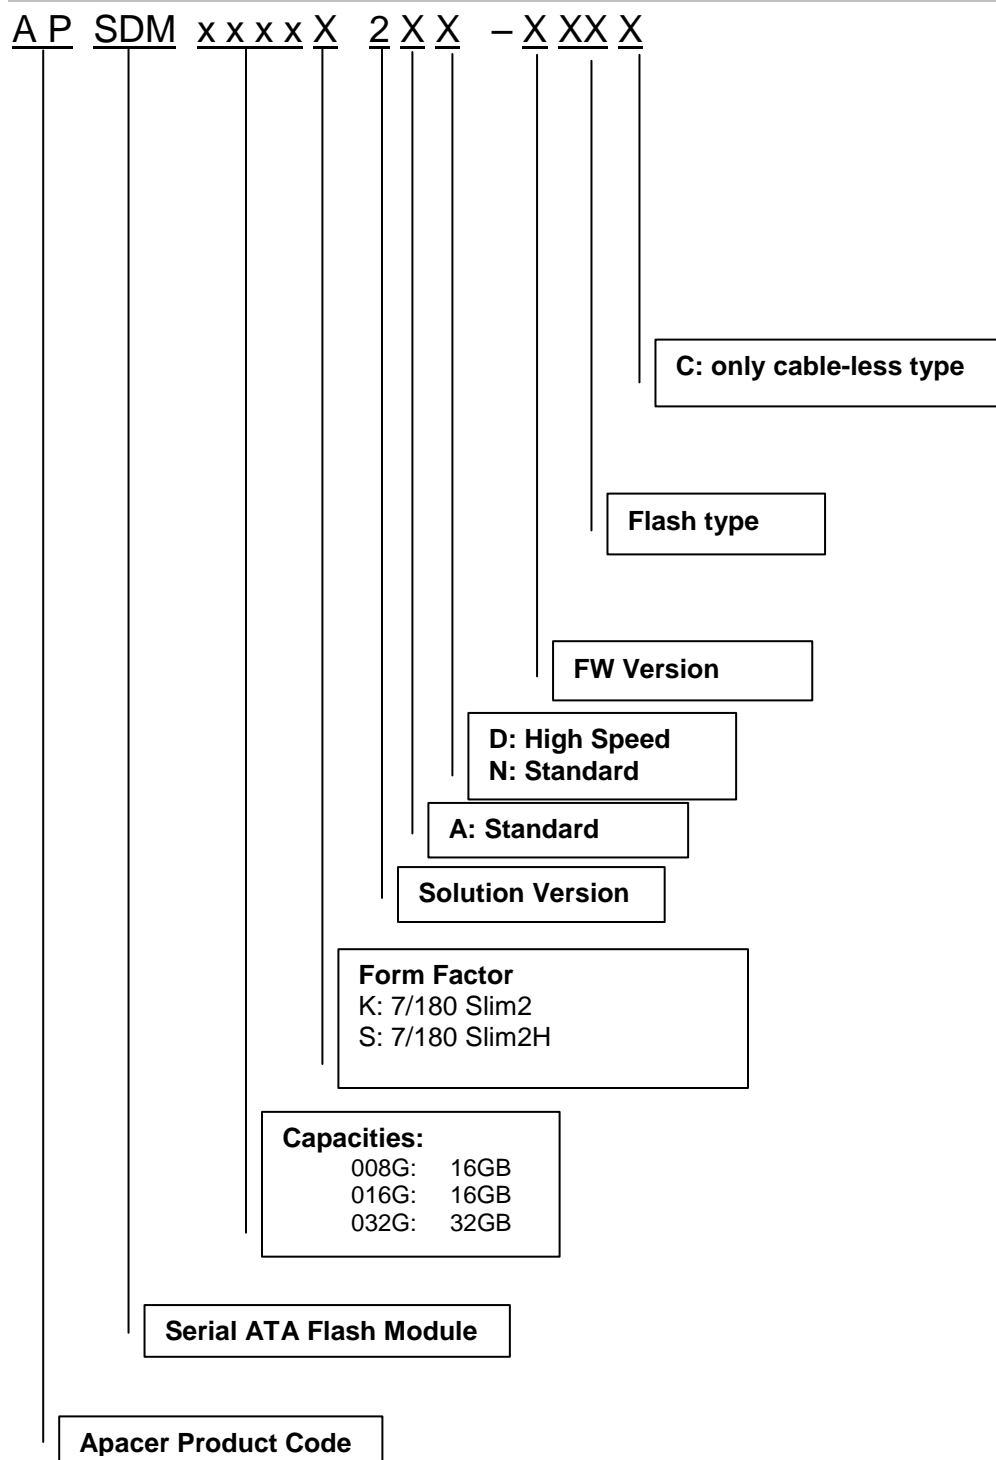 A P SDM x x x x X 2 X X – X XX X
C: only cable-less type
Flash type
FW Version
D: High Speed
N: Standard
A: Standard
Solution Version
Form Factor
K: 7/180 Slim2
S: 7/180 Slim2H
Capacities:
008G: 16GB
016G: 16GB
032G: 32GB
Serial ATA Flash Module
Apacer Product Code